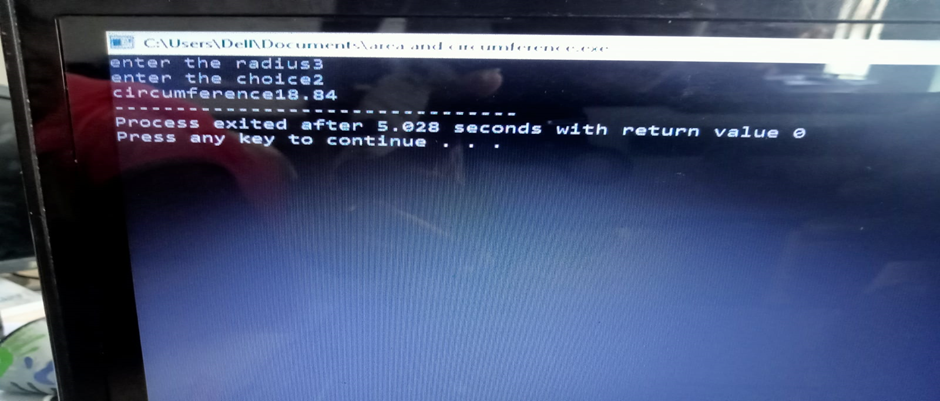 C:\Users\Dell\Documents\area and circumference.exe
enter the radius3
enter the choice2
circumference18.84
--------------------------------
Process exited after 5.028 seconds with return value 0
Press any key to continue . . .